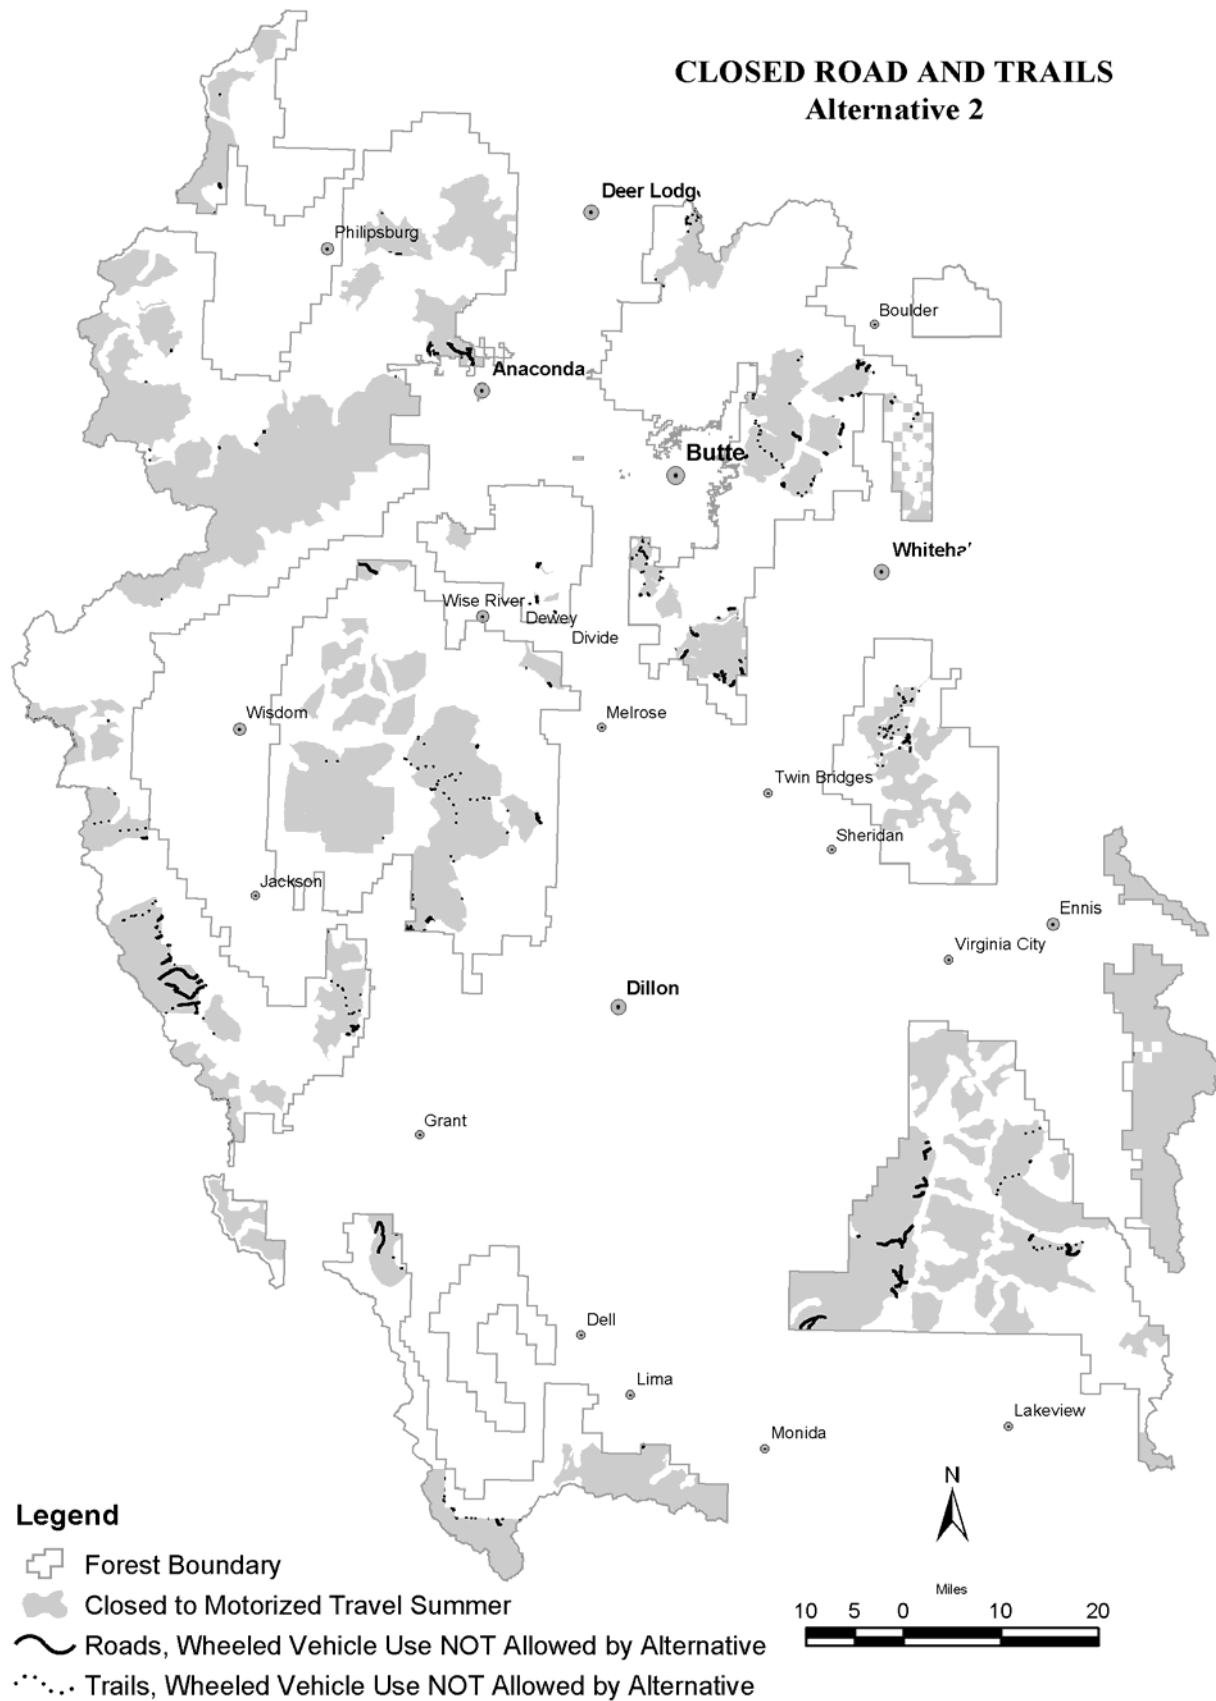 CLOSED ROAD AND TRAILS
Alternative 2
Deer Lodg
Philipsburg
Boulder
Anaconda
Butte
Whiteha
Wise River
Dewey
Divide
Wisdom
Melrose
Twin Bridges
Sheridan
Jackson
Ennis
Virginia City
Dillon
Grant
Dell
Lima
Lakeview
Monida
N
Legend
Forest Boundary
Closed to Motorized Travel Summer
Roads, Wheeled Vehicle Use NOT Allowed by Alternative
Trails, Wheeled Vehicle Use NOT Allowed by Alternative
Miles
10 5 0 10 20